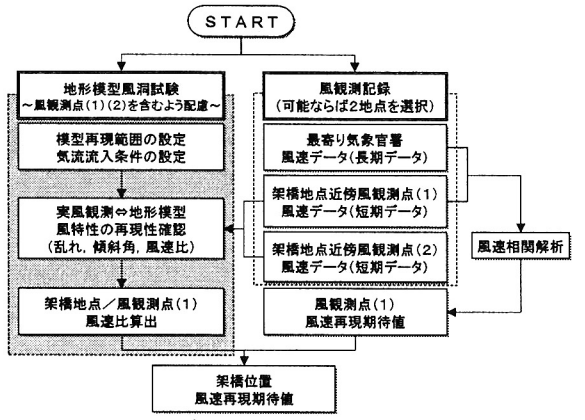 START
地形模型風洞試験
～風観測点(1)(2)を含むよう配慮～
模型再現範囲の設定
気流流入条件の設定
実風観測⇔地形模型
風特性の再現性確認
(乱れ, 傾斜角, 風速比)
架橋地点／風観測点(1)
風速比算出
風観測記録
(可能ならば2地点を選択)
最寄り気象官署
風速データ(長期データ)
架橋地点近傍風観測点(1)
風速データ(短期データ)
架橋地点近傍風観測点(2)
風速データ(短期データ)
風速相関解析
風観測点(1)
風速再現期待値
架橋位置
風速再現期待値